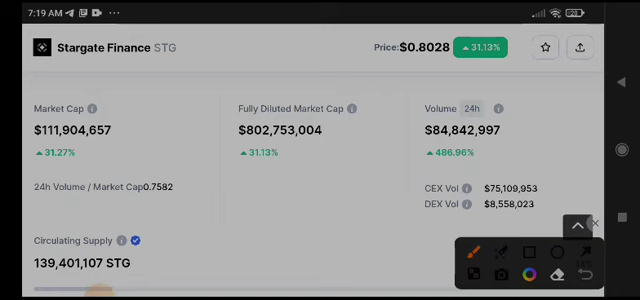 7:19 AM
Stargate Finance STG
Price:$0.8028 31.13%
Market Cap
$111,904,657
31.27%
24h Volume / Market Cap0.7582
Fully Diluted Market Cap
$802,753,004
31.13%
Volume 24h
$84,842,997
486.96%
CEX Vol $75,109,953
DEX Vol $8,558,023
Circulating Supply
139,401,107 STG